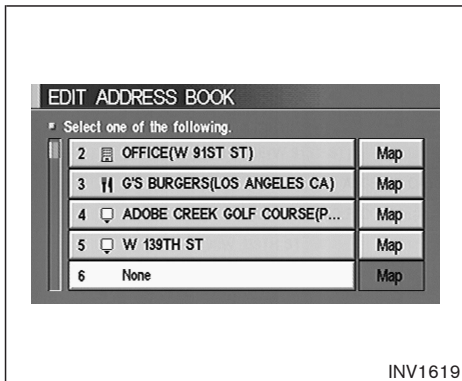 EDIT ADDRESS BOOK
Select one of the following.
2 OFFICE(W 91ST ST) Map
3 G'S BURGERS(LOS ANGELES CA) Map
4 ADOBE CREEK GOLF COURSE(P... Map
5 W 139TH ST Map
6 None Map
INV1619